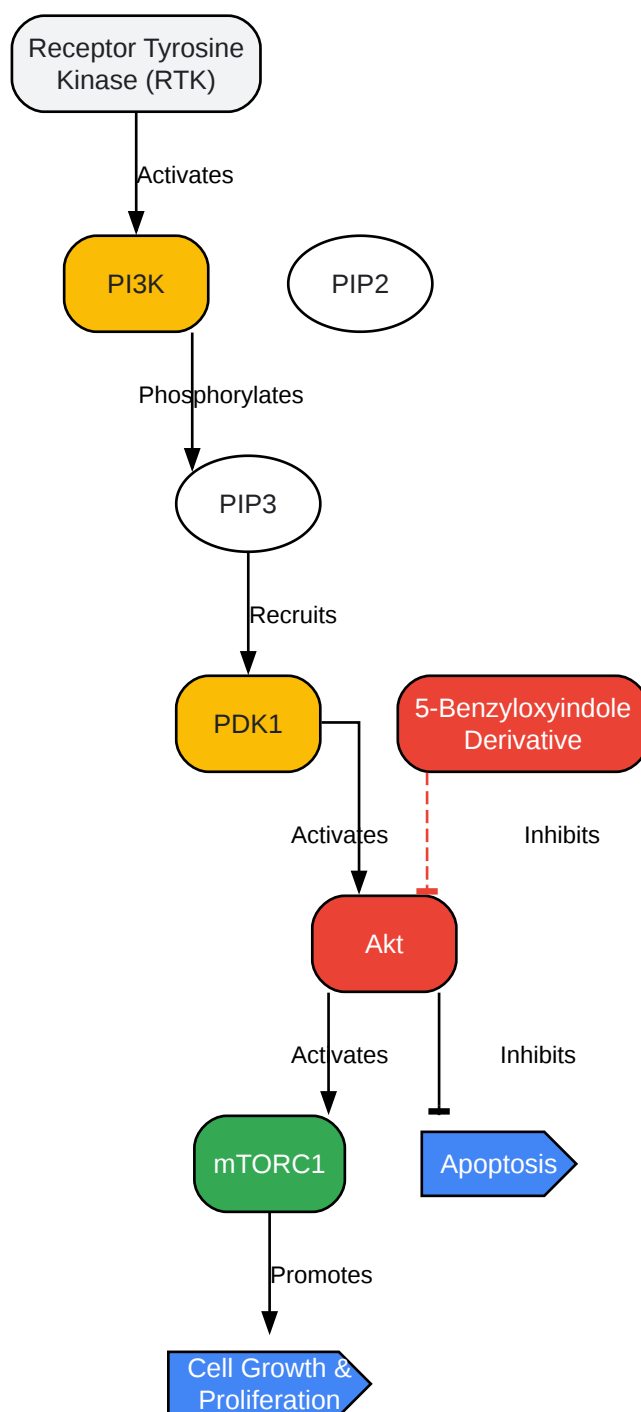 Receptor Tyrosine
Kinase (RTK)
Activates
PI3K
PIP2
Phosphorylates
PIP3
Recruits
PDK1
5-Benzyloxyindole
Derivative
Activates
Inhibits
Akt
Activates
Inhibits
mTORC1
Apoptosis
Promotes
Cell Growth &
Proliferation